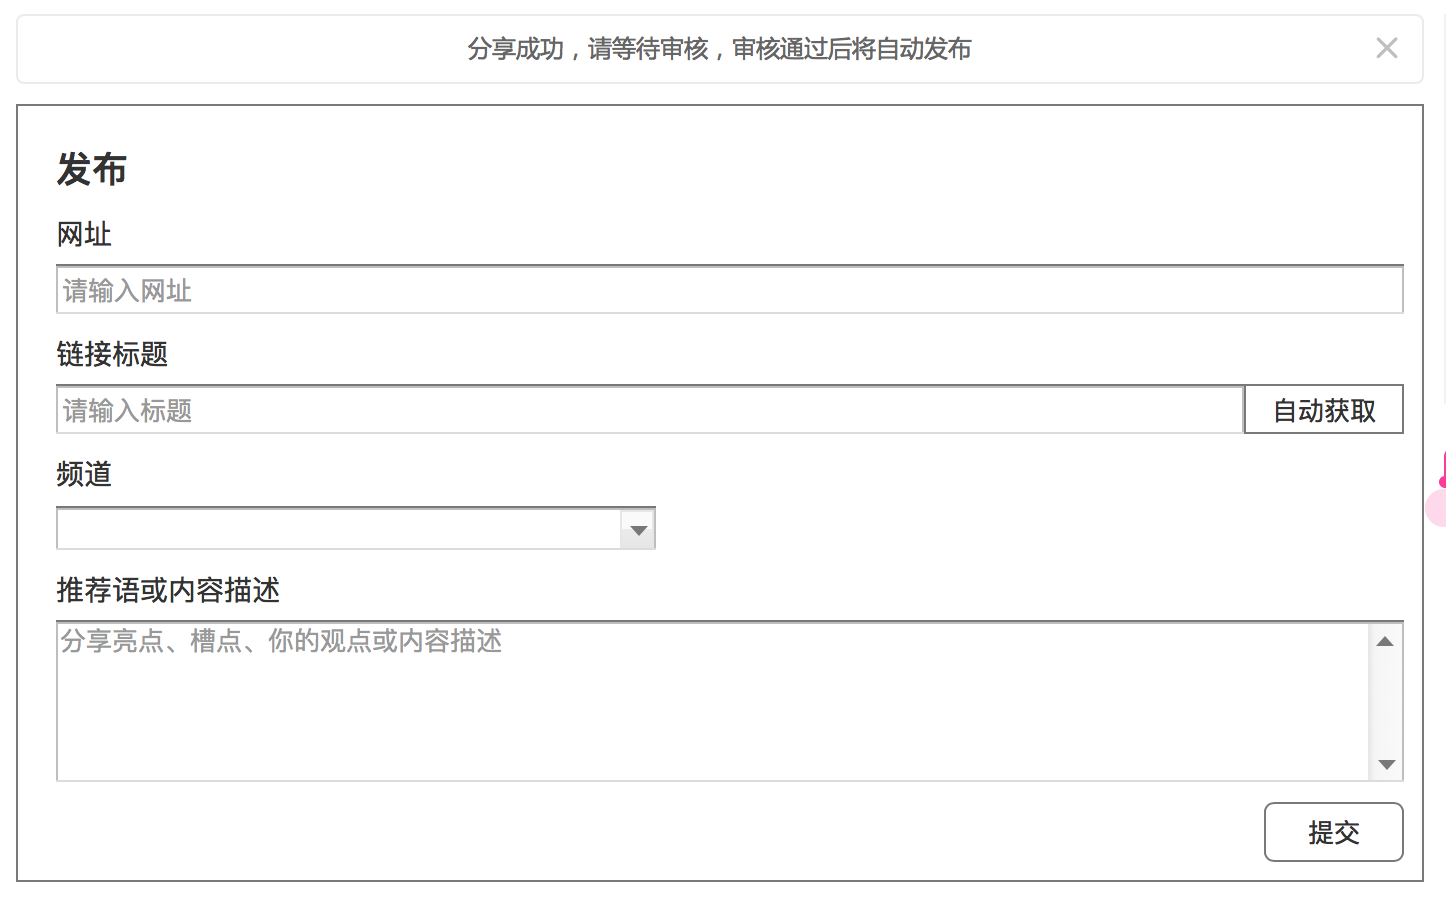 分享成功，请等待审核，审核通过后将自动发布
发布
网址
请输入网址
链接标题
请输入标题
自动获取
频道
推荐语或内容描述
分享亮点、槽点、你的观点或内容描述
提交